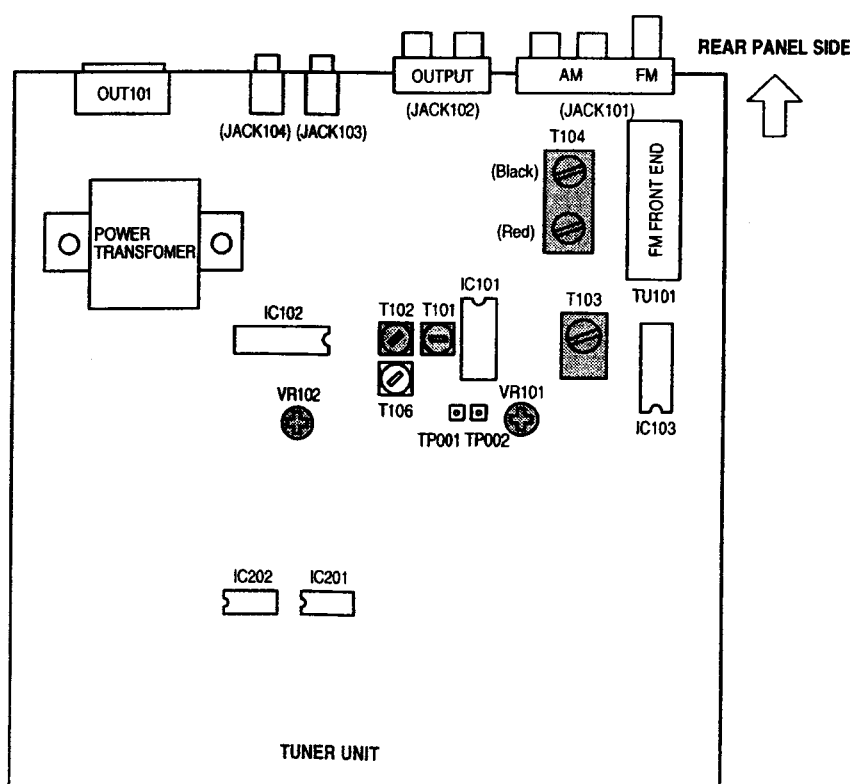 REAR PANEL SIDE
OUT101
OUTPUT
AM
FM
(JACK104)
(JACK103)
(JACK102)
(JACK101)
T104
(Black)
(Red)
FM FRONT END
TU101
POWER
TRANSFOMER
IC102
T102
T101
IC101
T103
VR102
T106
VR101
TP001
TP002
IC103
IC202
IC201
TUNER UNIT